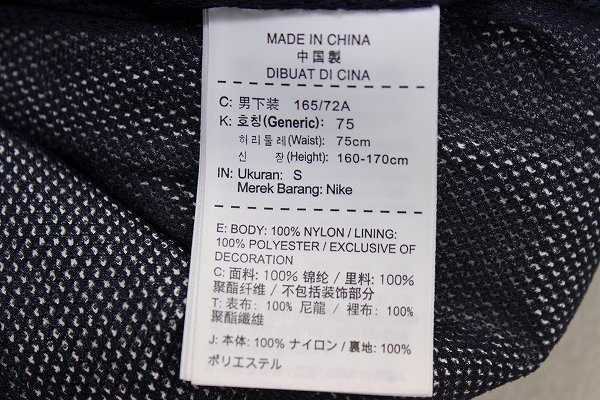 MADE IN CHINA
中国製
DIBUAT DI CINA
C: 男下装 165/72A
K: 호칭(Generic): 75
허리둘레(Waist): 75cm
신 장(Height): 160-170cm
IN: Ukuran: S
Merek Barang: Nike
E: BODY: 100% NYLON / LINING:
100% POLYESTER / EXCLUSIVE OF
DECORATION
C: 面料: 100% 锦纶 / 里料: 100%
聚酯纤维 / 不包括装饰部分
T: 表布: 100% 尼龍 / 裡布: 100%
聚酯纖維
J: 本体: 100% ナイロン / 裏地: 100%
ポリエステル